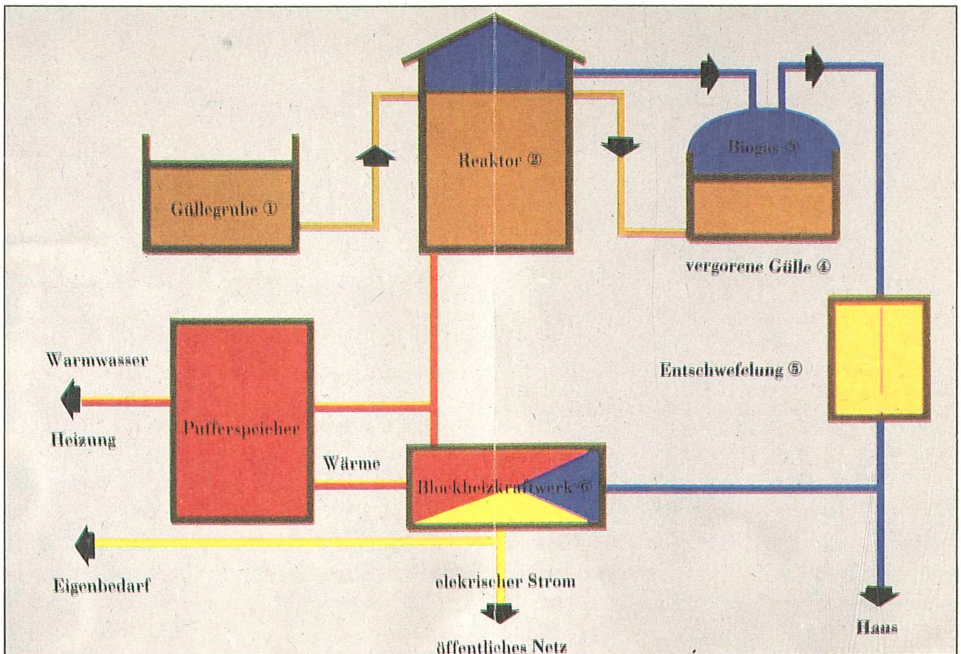 Reaktor ②
Biogas ③
Güllegrube ①
vergorene Gülle ④
Warmwasser
Heizung
Pufferspeicher
Wärme
Entschwefelung ⑤
Blockheizkraftwerk ⑥
Eigenbedarf
elekrischer Strom
öffentliches Netz
Haus